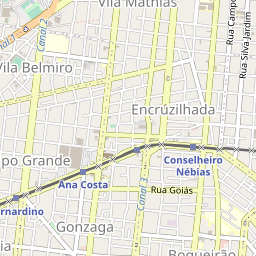 Vila Mathias
Canal 2
Rua Campo
Rua Silva Jardim
Vila Belmiro
Encruzilhada
po Grande
Conselheiro
Nébias
Ana Costa
Rua Goiás
ernardino
Canal 3
Gonzaga
Boqueirão